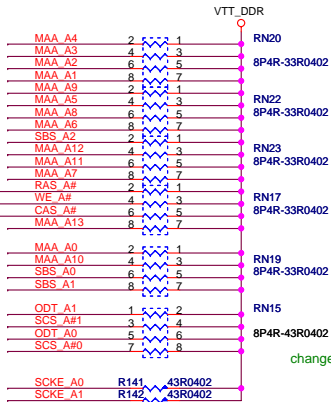 VTT_DDR
MAA_A4 2 1 RN20
MAA_A3 4 3
MAA_A2 6 5 8P4R-33R0402
MAA_A1 8 7
MAA_A9 2 1
MAA_A5 4 3 RN22
MAA_A8 6 5 8P4R-33R0402
MAA_A6 8 7
SBS_A2 2 1
MAA_A12 4 3 RN23
MAA_A11 6 5 8P4R-33R0402
MAA_A7 8 7
RAS_A# 2 1
WE_A# 4 3 RN17
CAS_A# 6 5 8P4R-33R0402
MAA_A13 8 7
MAA_A0 2 1 RN19
MAA_A10 4 3
SBS_A0 6 5 8P4R-33R0402
SBS_A1 8 7
ODT_A1 1 2 RN15
SCS_A#1 3 4
ODT_A0 5 6 8P4R-43R0402
SCS_A#0 7 8
change
SCKE_A0 R141 43R0402
SCKE_A1 R142 43R0402